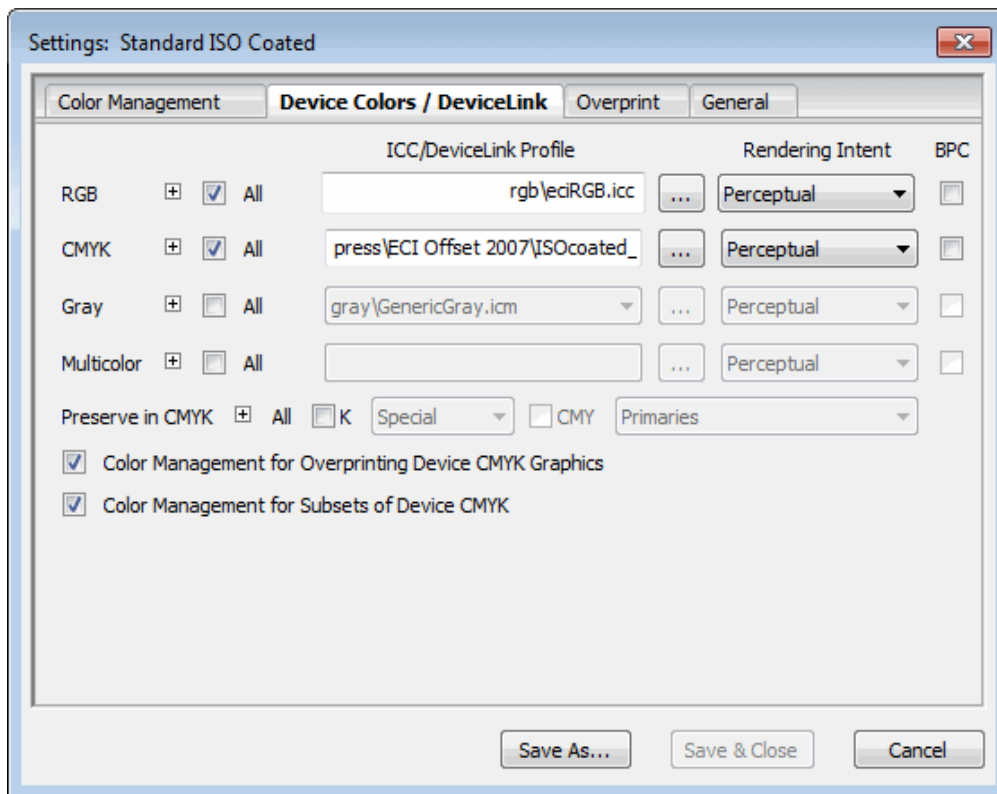 Settings: Standard ISO Coated
Color Management Device Colors / DeviceLink Overprint General
ICC/DeviceLink Profile Rendering Intent BPC
RGB All rgb\eciRGB.icc ... Perceptual
CMYK All press\ECI Offset 2007\ISOcoated_ ... Perceptual
Gray All gray\GenericGray.icm ... Perceptual
Multicolor All ... Perceptual
Preserve in CMYK All K Special CMY Primaries
Color Management for Overprinting Device CMYK Graphics
Color Management for Subsets of Device CMYK
Save As... Save & Close Cancel